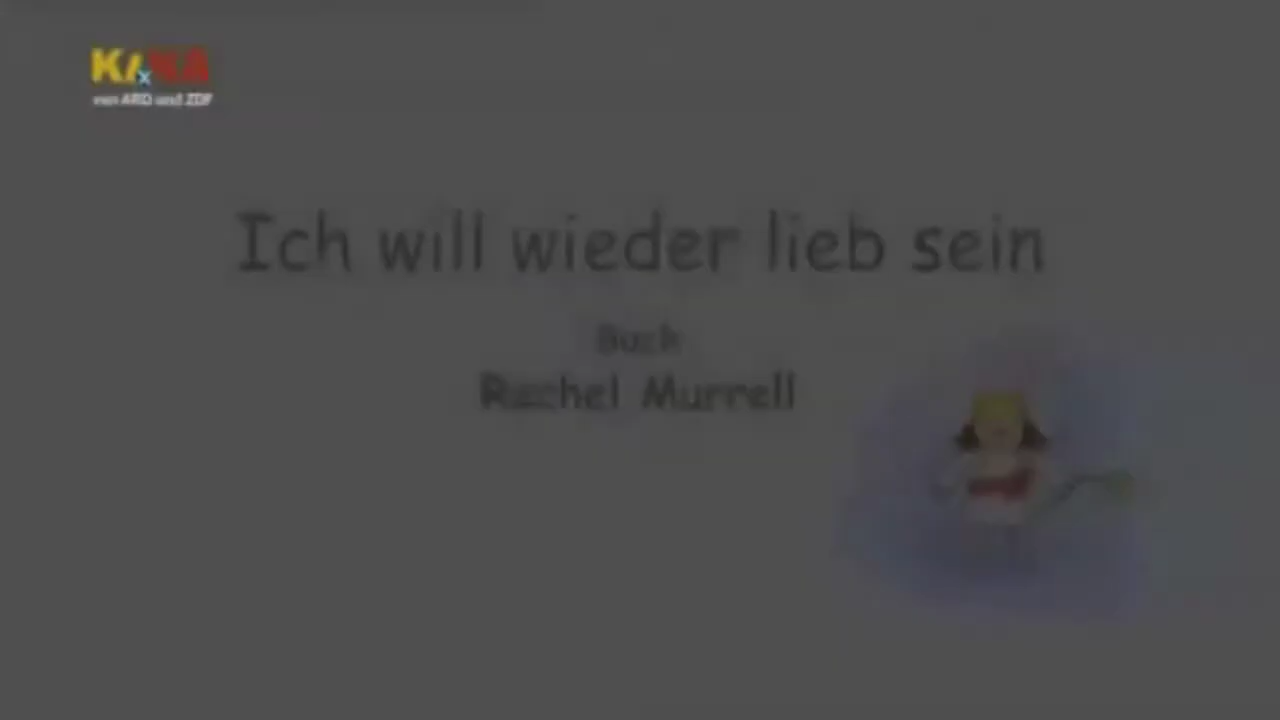 KiKA
von ARD und ZDF
Ich will wieder lieb sein
Buch
Rachel Murrell